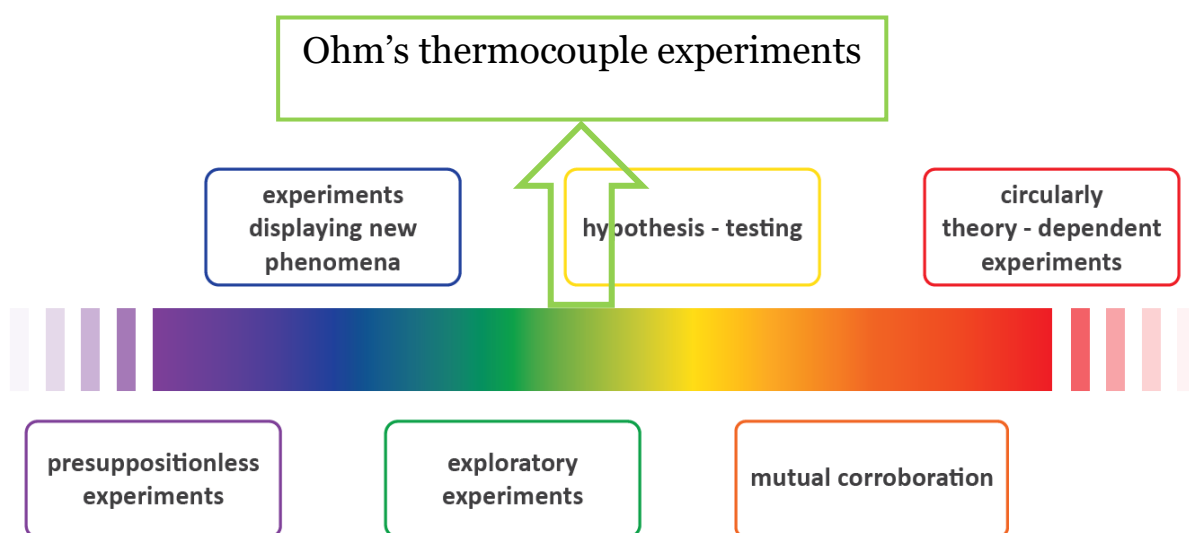 Ohm’s thermocouple experiments
experiments
displaying new
phenomena
hypothesis - testing
circularly
theory - dependent
experiments
presuppositionless
experiments
exploratory
experiments
mutual corroboration